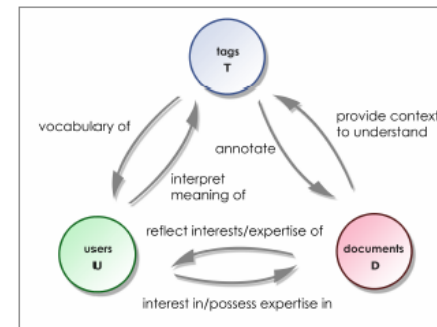 tags
T
vocabulary of
provide context
to understand
annotate
interpret
meaning of
users
U
reflect interests/expertise of
documents
D
interest in/possess expertise in